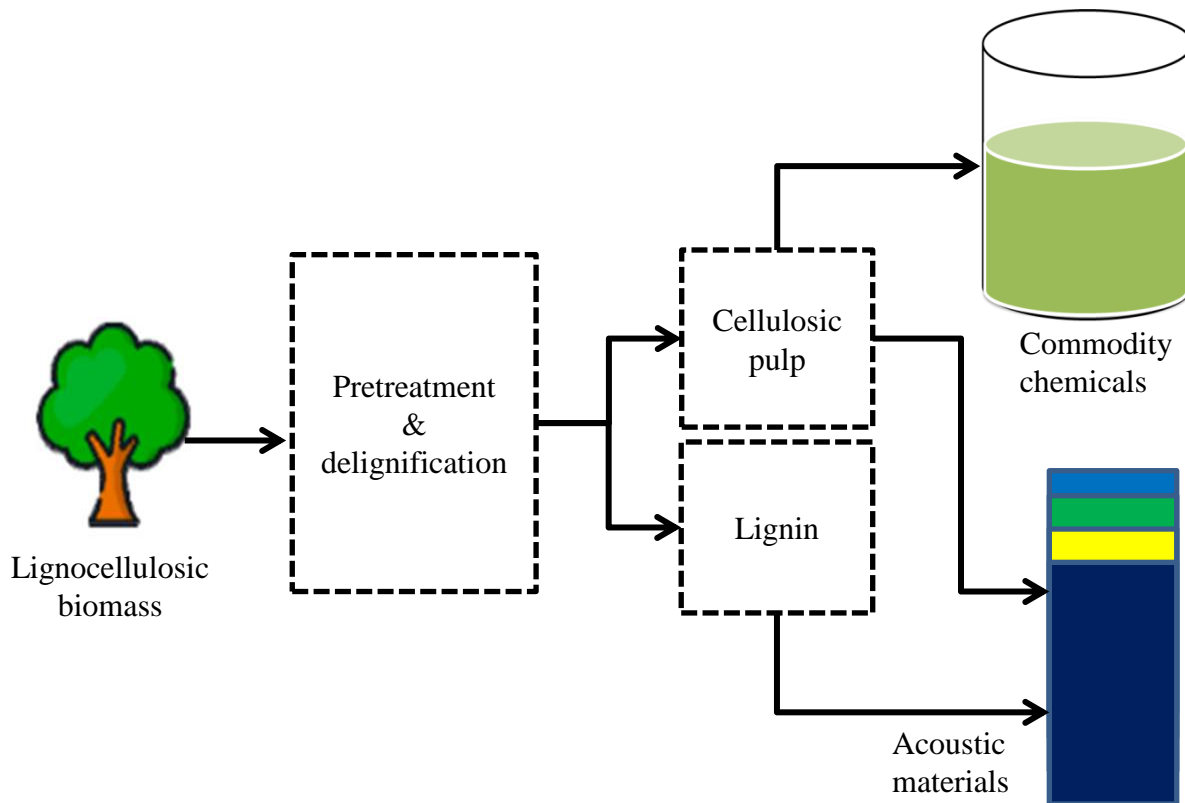 Lignocellulosic
biomass
Pretreatment
&
delignification
Cellulosic
pulp
Lignin
Commodity
chemicals
Acoustic
materials